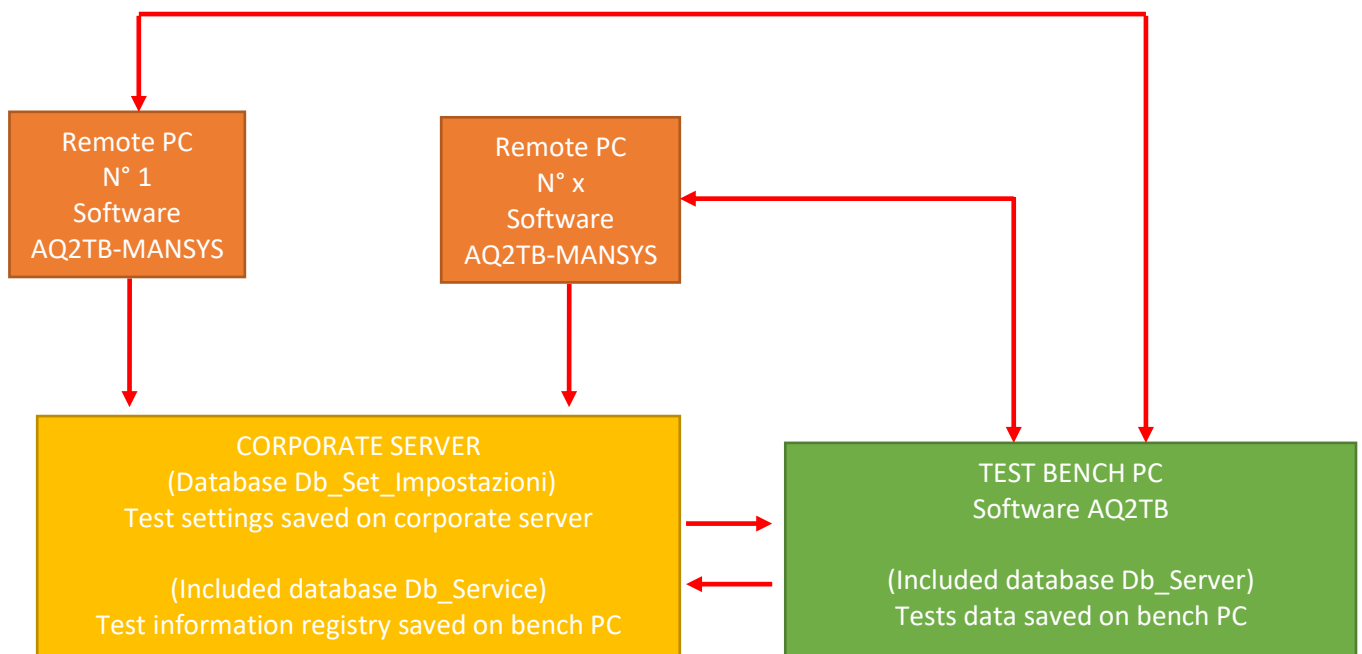 Remote PC
N° 1
Software
AQ2TB-MANSYS
Remote PC
N° x
Software
AQ2TB-MANSYS
CORPORATE SERVER
(Database Db_Set_Impostazioni)
Test settings saved on corporate server
(Included database Db_Service)
Test information registry saved on bench PC
TEST BENCH PC
Software AQ2TB
(Included database Db_Server)
Tests data saved on bench PC